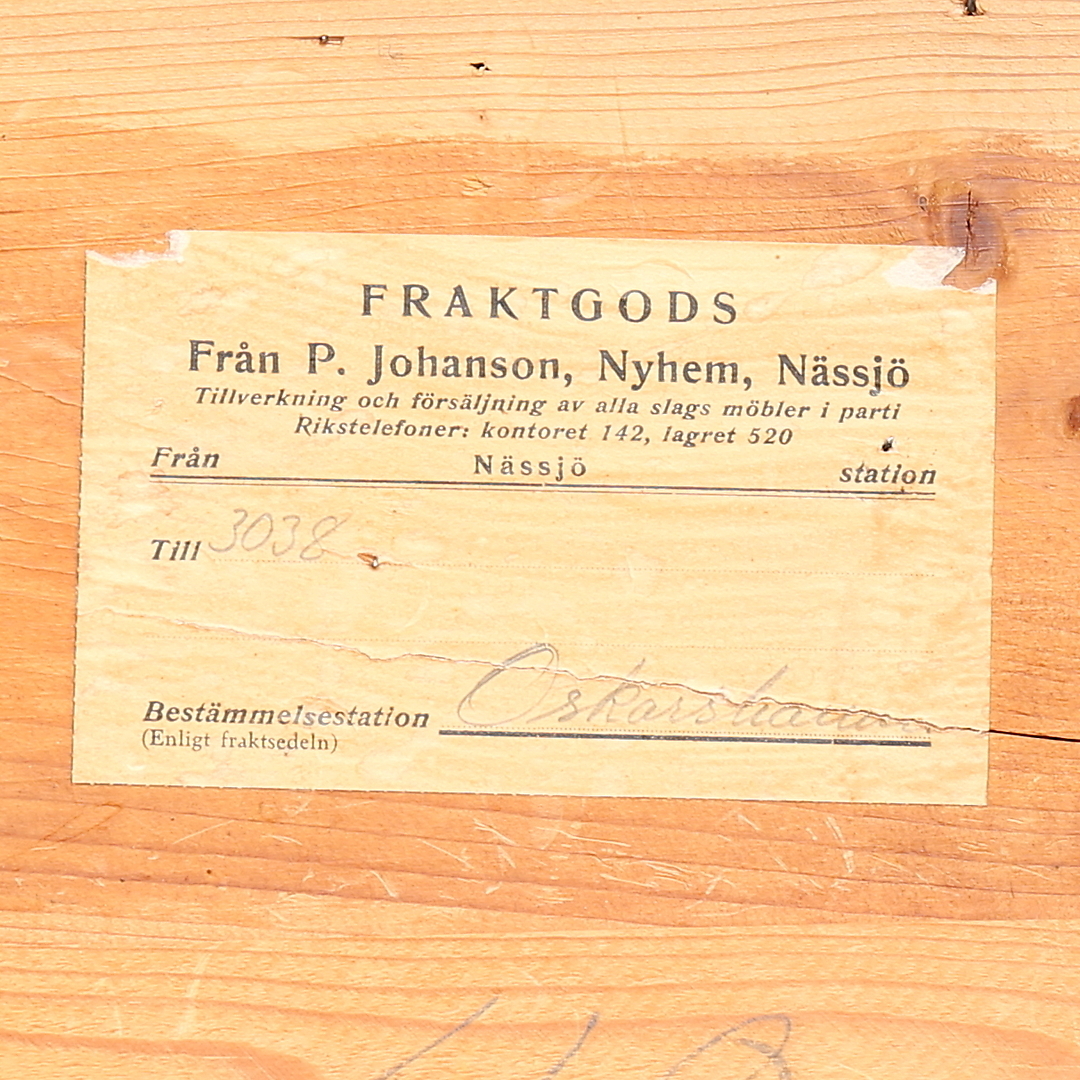 FRAKTGODS
Från P. Johanson, Nyhem, Nässjö
Tillverkning och försäljning av alla slags möbler i parti
Rikstelefoner: kontoret 142, lagret 520
Från Nässjö station
Till 3038
Bestämmelsestation Oskarshamn
(Enligt fraktsedeln)